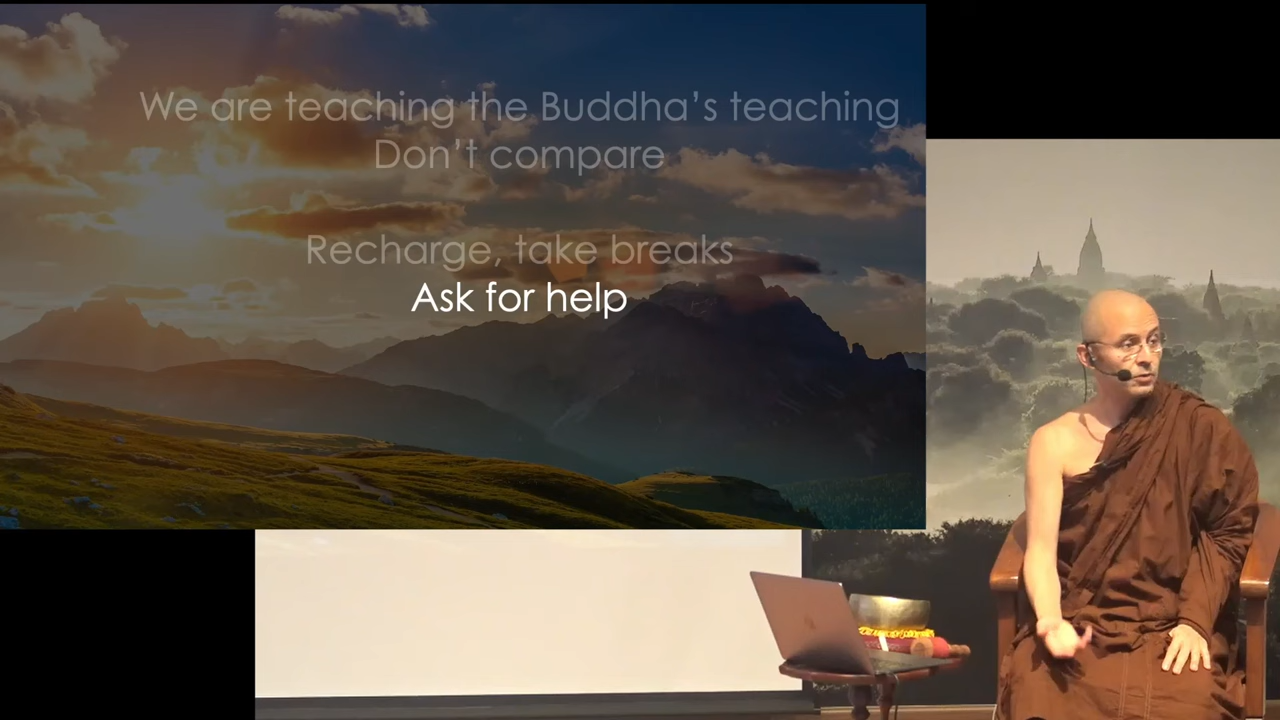 We are teaching the Buddha’s teaching
Don’t compare
Recharge, take breaks
Ask for help